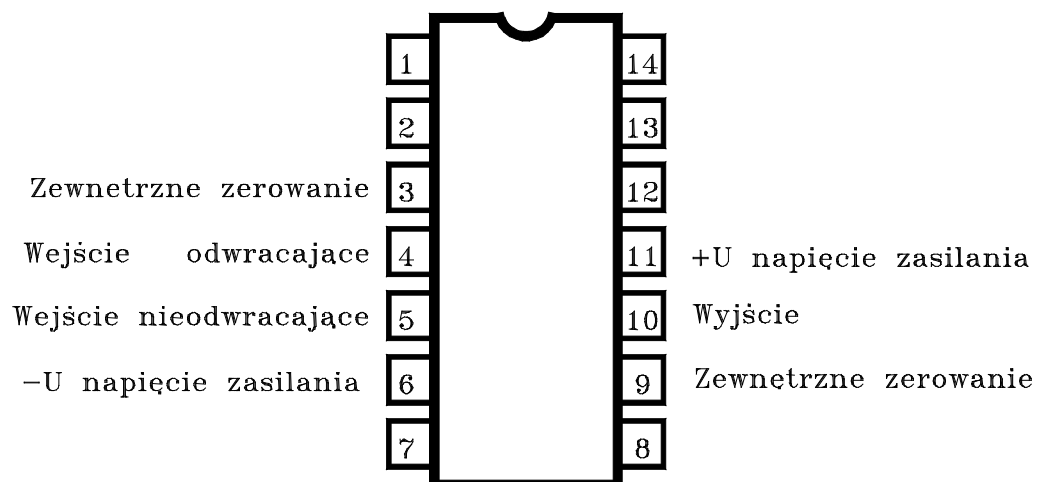 1 14
2 13
Zewnetrzne zerowanie 3 12
Wejście odwracające 4 11 +U napięcie zasilania
Wejście nieodwracające 5 10 Wyjście
−U napięcie zasilania 6 9 Zewnętrzne zerowanie
7 8